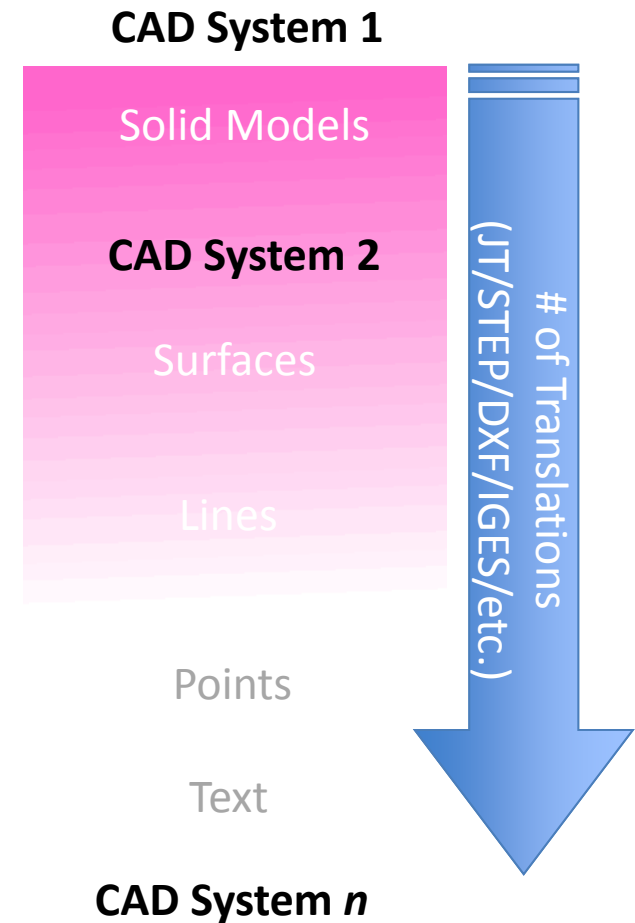 CAD System 1
Solid Models
CAD System 2
Surfaces
Lines
Points
Text
CAD System n
# of Translations
(JT/STEP/DXF/IGES/etc.)